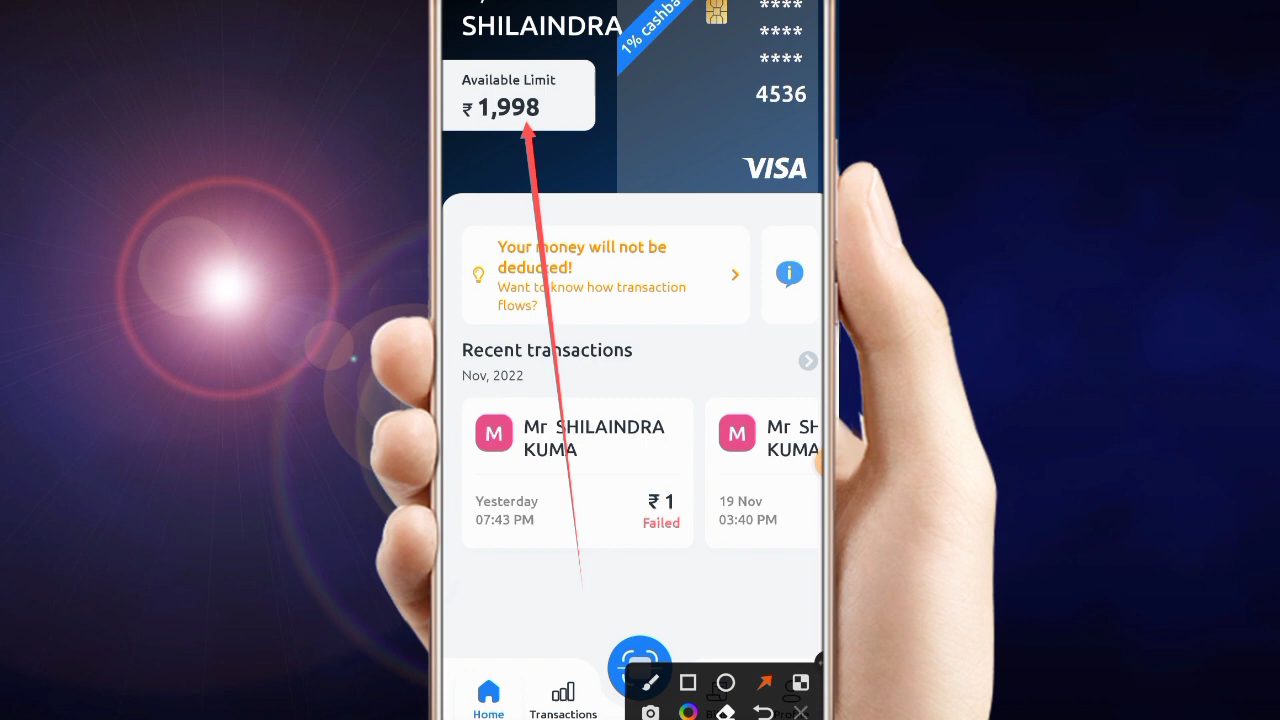 SHILAINDRA
1% cashba
****
****
****
4536
Available Limit
₹ 1,998
VISA
Your money will not be
deducted!
Want to know how transaction
flows?
Recent transactions
Nov, 2022
M
Mr SHILAINDRA
KUMA
Yesterday
07:43 PM
₹ 1
Failed
M
Mr SH
KUMA
19 Nov
03:40 PM
Home
Transactions